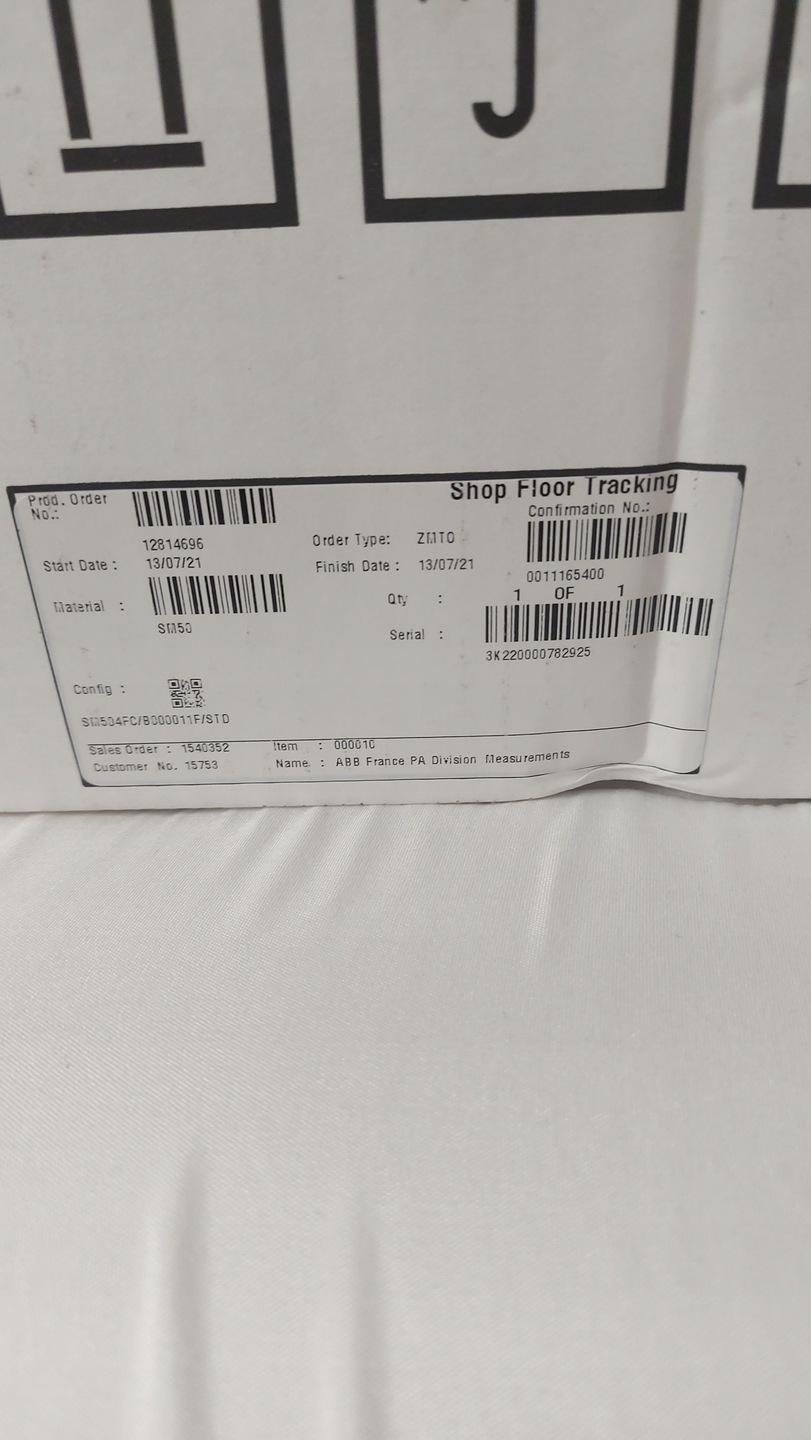 Shop Floor Tracking
Prod. Order
No.:
12814696
Confirmation No.:
0011165400
Order Type: ZMTO
Start Date : 13/07/21
Finish Date : 13/07/21
Material :
SM50
Qty : 1 OF 1
Serial :
3K220000782925
Config :
SM504FC/B000011F/STD
Sales Order : 1540352 Item : 000010
Customer No. 15753 Name : ABB France PA Division Measurements